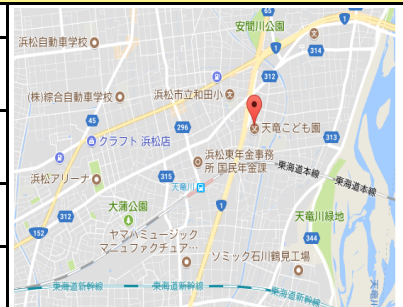 65
1
安間川公園
浜松自動車学校
314
312
(株)綜合自動車学校
浜松市立和田小
45
天竜こども園
クラフト 浜松店
296
313
浜松東年金事務
所 国民年金課
東海道本線
東海道本線
浜松アリーナ
315
天竜川
大蒲公園
312
1
天竜川緑地
152
ヤマハミュージック
マニュファクチュア…
344
ソミック石川鶴見工場
東海道新幹線
東海道新幹線
東海道新幹線
天竜川